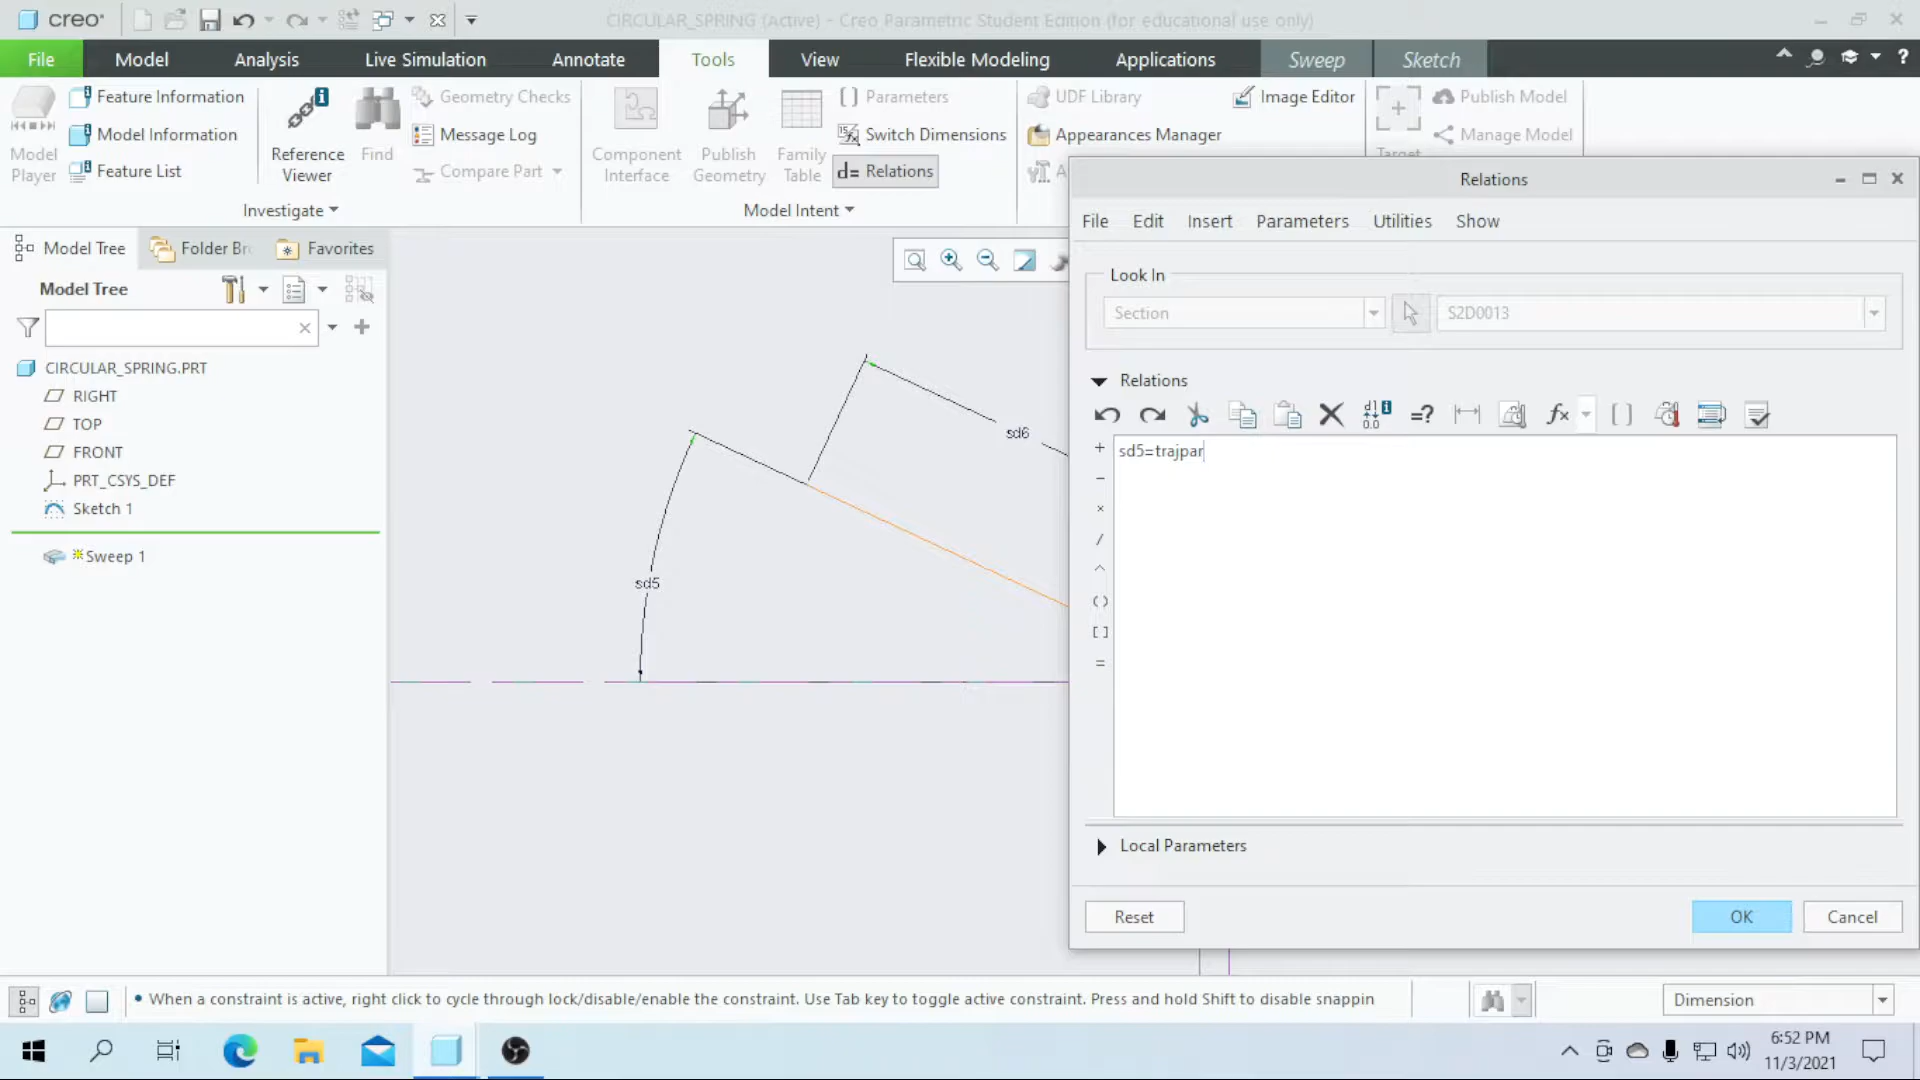 creo®
CIRCULAR_SPRING (Active) - Creo Parametric Student Edition (for educational use only)
File Model Analysis Live Simulation Annotate Tools View Flexible Modeling Applications Sweep Sketch
Model Player
Feature Information
Model Information
Feature List
Reference Viewer
Find
Geometry Checks
Message Log
Compare Part
Investigate
Component Interface
Publish Geometry
Family Table
Parameters
Switch Dimensions
d= Relations
Model Intent
UDF Library
Appearances Manager
A
Image Editor
Target
Publish Model
Manage Model
Model Tree Folder Br Favorites
Model Tree
CIRCULAR_SPRING.PRT
RIGHT
TOP
FRONT
PRT_CSYS_DEF
Sketch 1
Sweep 1
sd6
sd5
Relations
File Edit Insert Parameters Utilities Show
Look In
Section S2D0013
Relations
sd5=trajpar
+
-
×
/
^
()
[]
=
Local Parameters
Reset OK Cancel
• When a constraint is active, right click to cycle through lock/disable/enable the constraint. Use Tab key to toggle active constraint. Press and hold Shift to disable snappin
Dimension
6:52 PM
11/3/2021